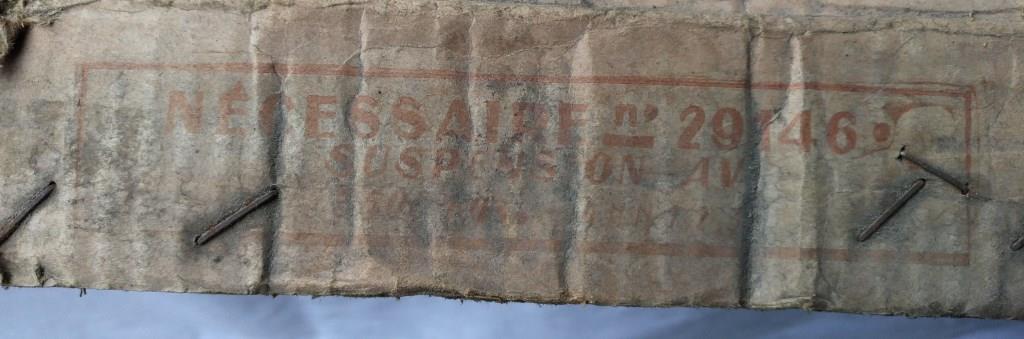 NÉCESSAIRE nº 29146.
SUSPENSION AV